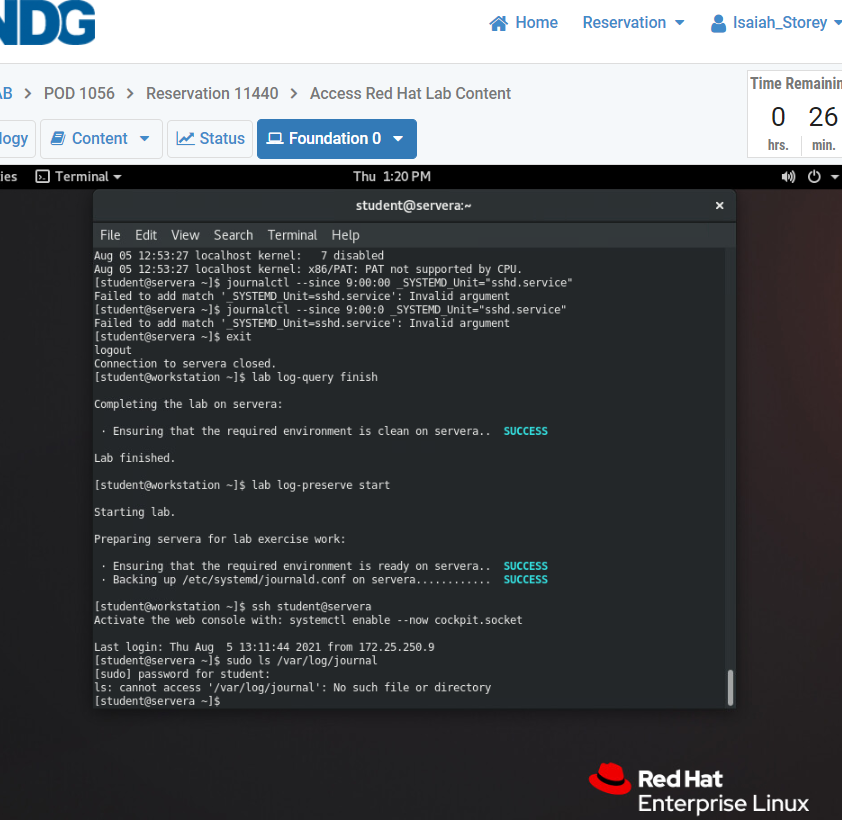 NDG
Home Reservation Isaiah_Storey
AB > POD 1056 > Reservation 11440 > Access Red Hat Lab Content
Time Remainin
0 26
hrs. min.
logy Content Status Foundation 0
ies Terminal Thu 1:20 PM
student@servera:~ ×
File Edit View Search Terminal Help
Aug 05 12:53:27 localhost kernel:   7 disabled
Aug 05 12:53:27 localhost kernel: x86/PAT: PAT not supported by CPU.
[student@servera ~]$ journalctl --since 9:00:00 _SYSTEMD_Unit="sshd.service"
Failed to add match '_SYSTEMD_Unit=sshd.service': Invalid argument
[student@servera ~]$ journalctl --since 9:00:0 _SYSTEMD_Unit="sshd.service"
Failed to add match '_SYSTEMD_Unit=sshd.service': Invalid argument
[student@servera ~]$ exit
logout
Connection to servera closed.
[student@workstation ~]$ lab log-query finish
Completing the lab on servera:
· Ensuring that the required environment is clean on servera..  SUCCESS
Lab finished.
[student@workstation ~]$ lab log-preserve start
Starting lab.
Preparing servera for lab exercise work:
· Ensuring that the required environment is ready on servera..  SUCCESS
· Backing up /etc/systemd/journald.conf on servera............  SUCCESS
[student@workstation ~]$ ssh student@servera
Activate the web console with: systemctl enable --now cockpit.socket
Last login: Thu Aug  5 13:11:44 2021 from 172.25.250.9
[student@servera ~]$ sudo ls /var/log/journal
[sudo] password for student:
ls: cannot access '/var/log/journal': No such file or directory
[student@servera ~]$
Red Hat
Enterprise Linux